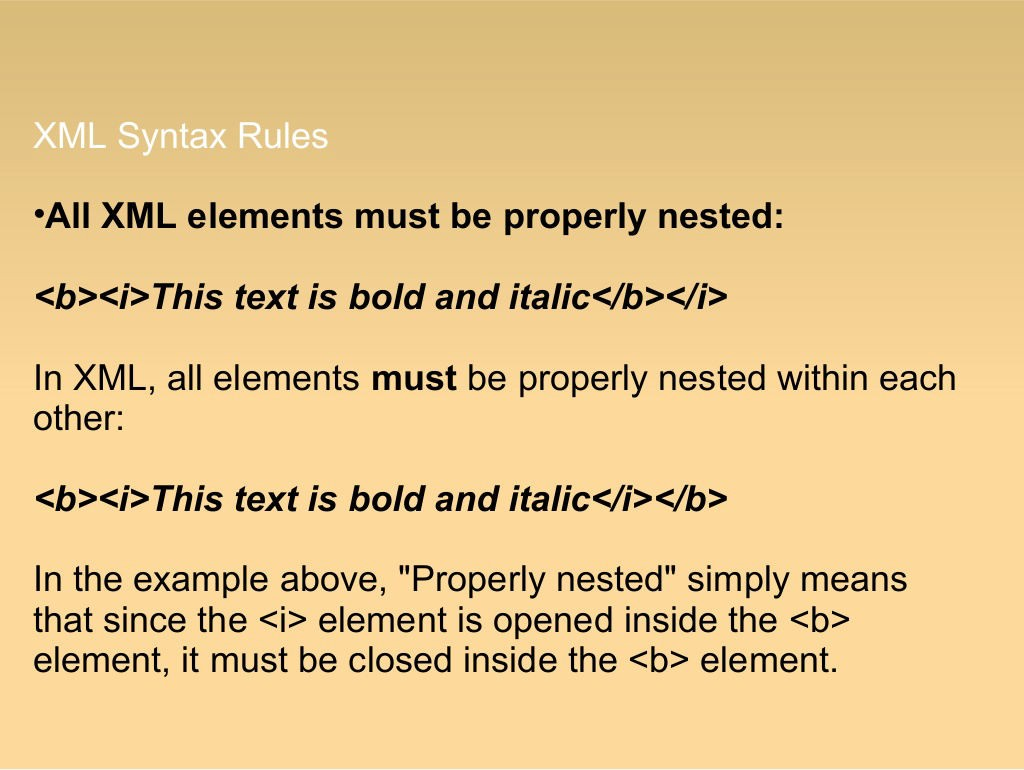 XML Syntax Rules
•All XML elements must be properly nested:
<b><i>This text is bold and italic</b></i>
In XML, all elements must be properly nested within each
other:
<b><i>This text is bold and italic</i></b>
In the example above, "Properly nested" simply means
that since the <i> element is opened inside the <b>
element, it must be closed inside the <b> element.